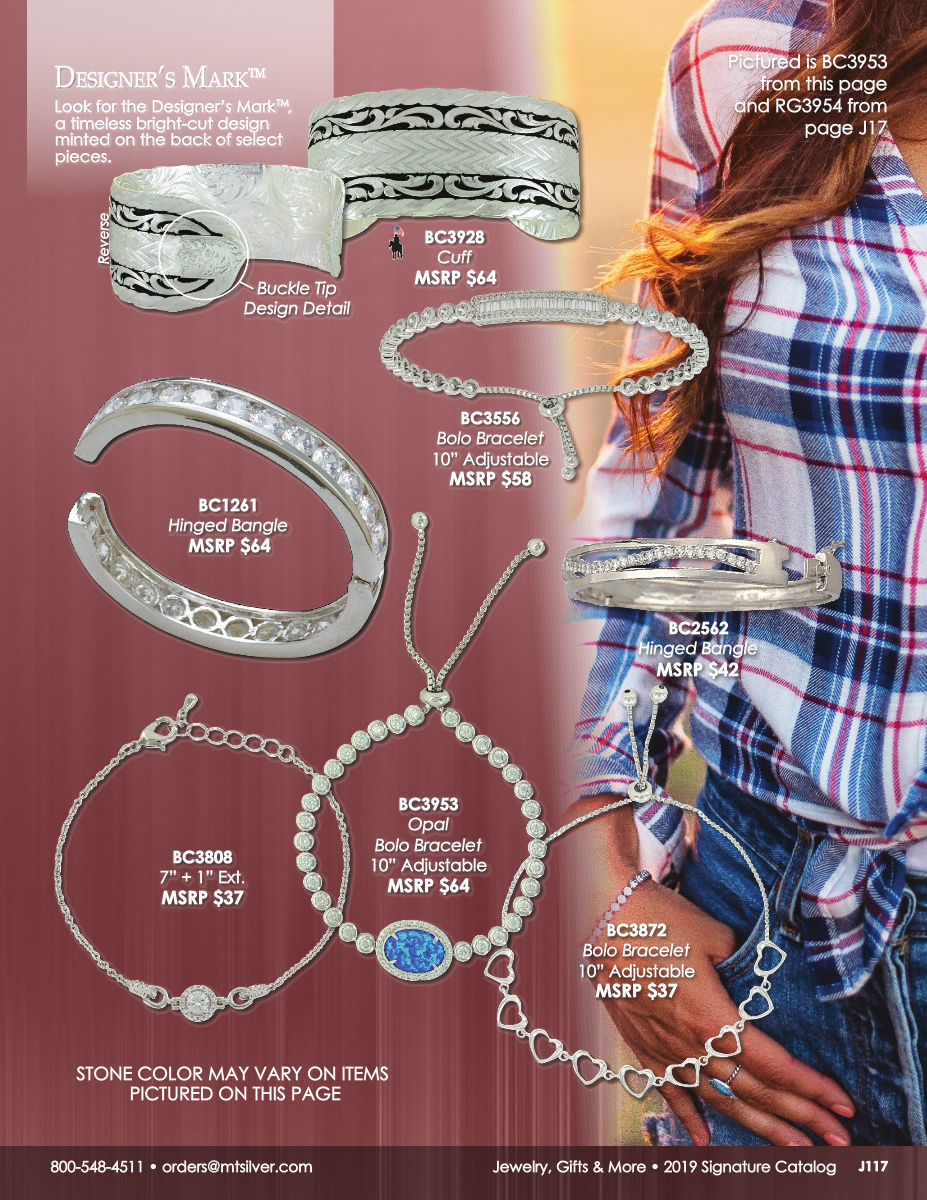 DESIGNER'S MARK™
Look for the Designer's Mark™,
a timeless bright-cut design
minted on the back of select
pieces.
Pictured is BC3953
from this page
and RG3954 from
page J17
Reverse
Buckle Tip
Design Detail
BC3928
Cuff
MSRP $64
BC3556
Bolo Bracelet
10” Adjustable
MSRP $58
BC1261
Hinged Bangle
MSRP $64
BC2562
Hinged Bangle
MSRP $42
BC3953
Opal
Bolo Bracelet
10” Adjustable
MSRP $64
BC3808
7” + 1” Ext.
MSRP $37
BC3872
Bolo Bracelet
10” Adjustable
MSRP $37
STONE COLOR MAY VARY ON ITEMS
PICTURED ON THIS PAGE
800-548-4511 • orders@mtsilver.com
Jewelry, Gifts & More • 2019 Signature Catalog J117